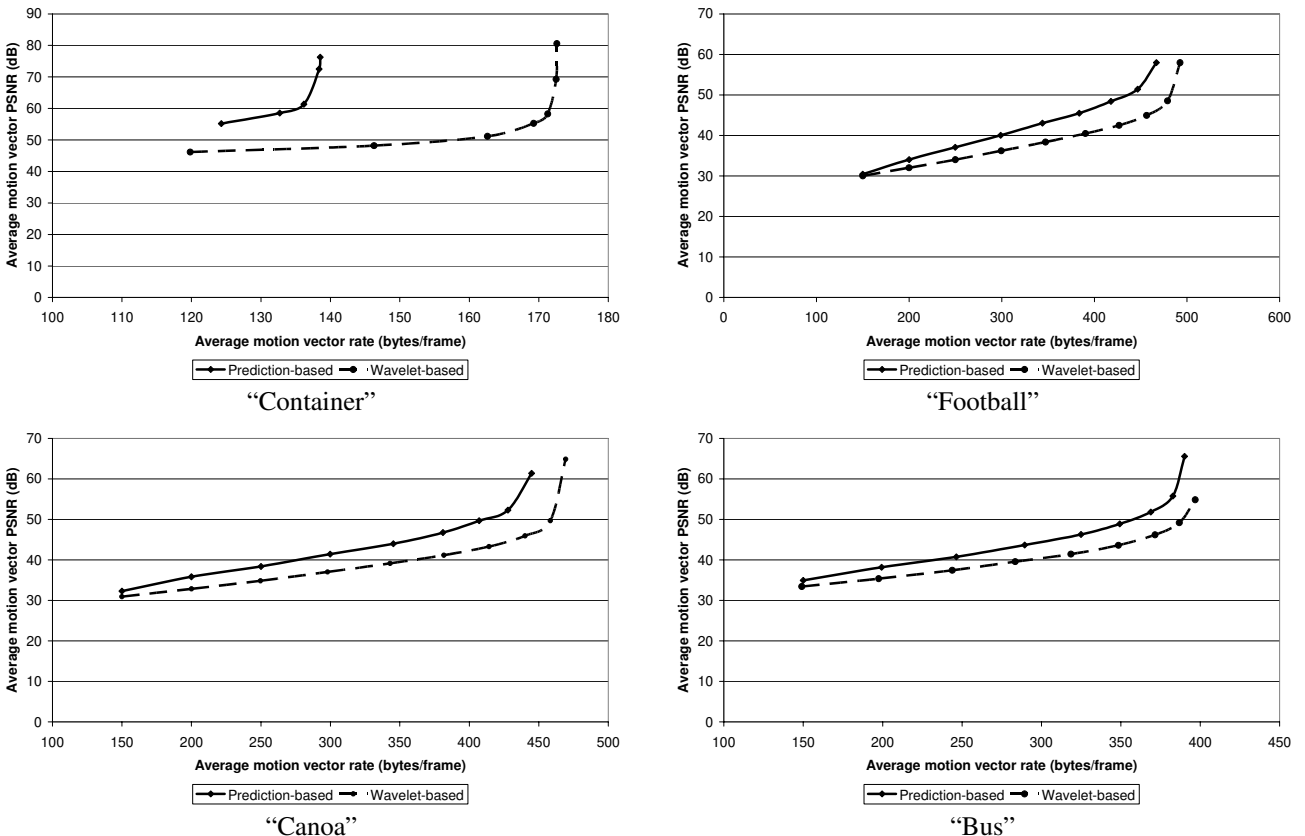 90
80
70
60
50
40
30
20
10
0
Average motion vector PSNR (dB)
100 110 120 130 140 150 160 170 180
Average motion vector rate (bytes/frame)
Prediction-based Wavelet-based
“Container”
70
60
50
40
30
20
10
0
Average motion vector PSNR (dB)
0 100 200 300 400 500 600
Average motion vector rate (bytes/frame)
Prediction-based Wavelet-based
“Football”
70
60
50
40
30
20
10
0
Average motion vector PSNR (dB)
100 150 200 250 300 350 400 450 500
Average motion vector rate (bytes/frame)
Prediction-based Wavelet-based
“Canoa”
70
60
50
40
30
20
10
0
Average motion vector PSNR (dB)
100 150 200 250 300 350 400 450
Average motion vector rate (bytes/frame)
Prediction-based Wavelet-based
“Bus”